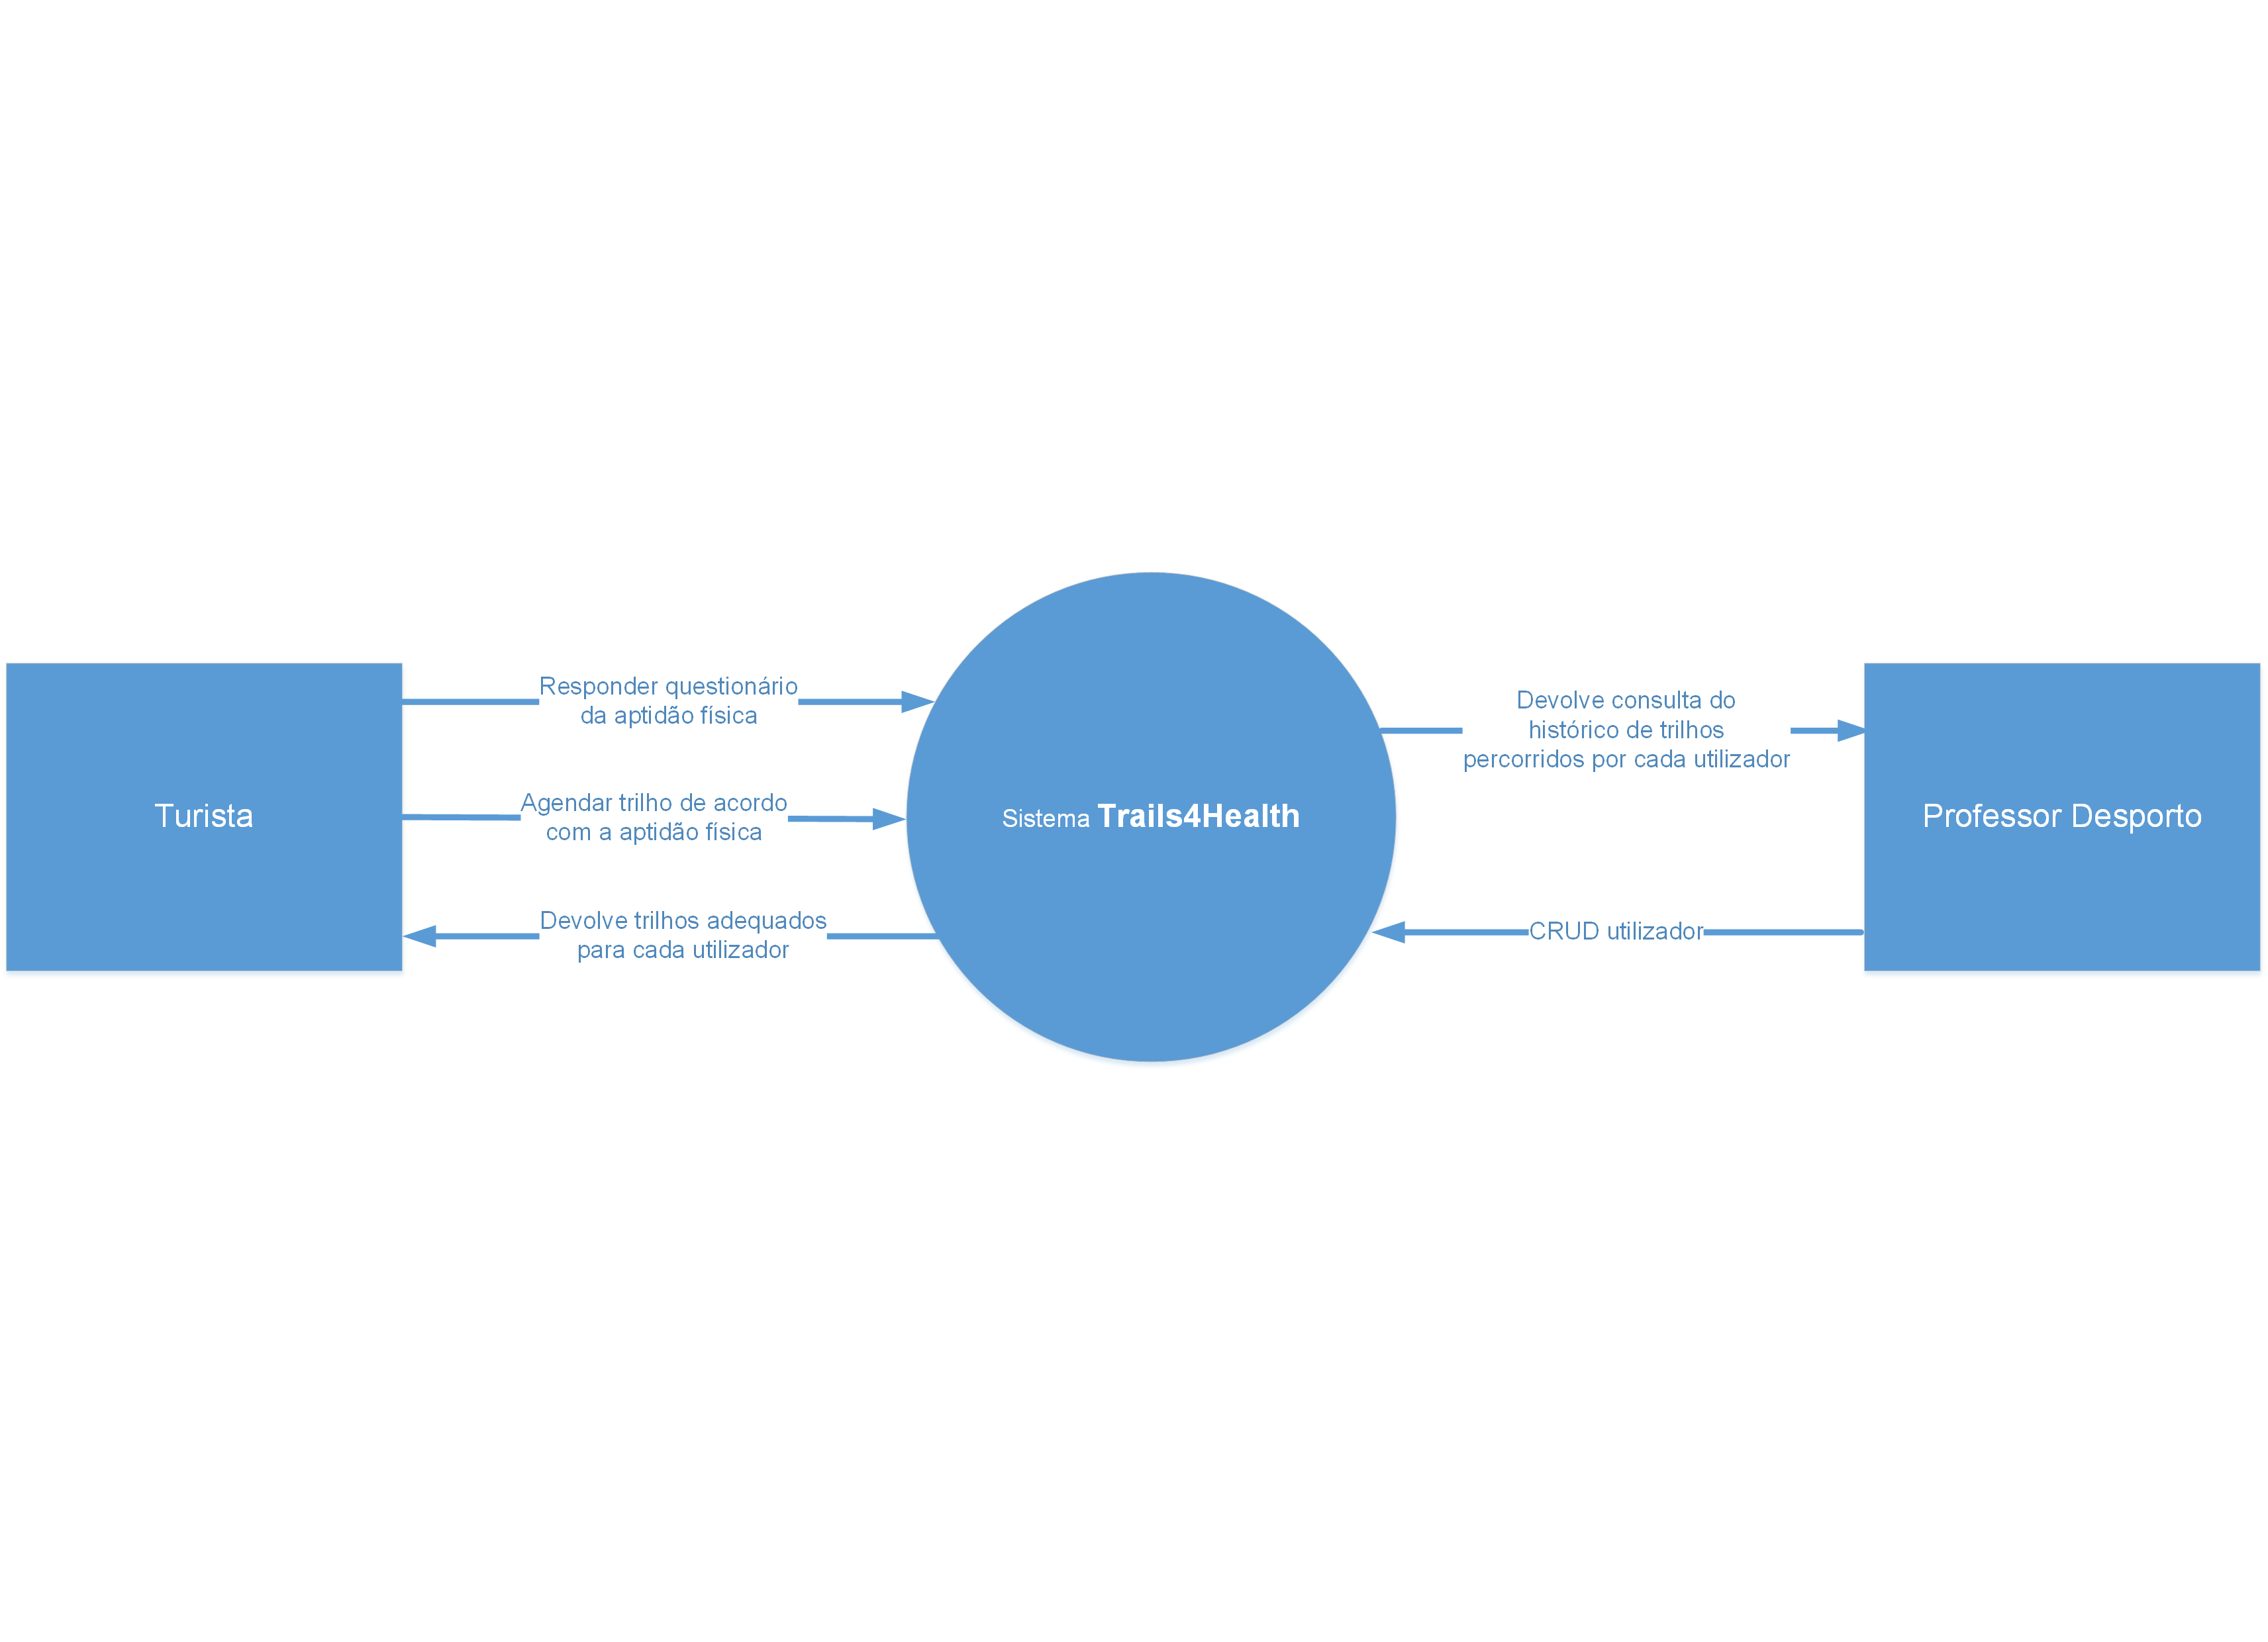 Turista
Responder questionário
da aptidão física
Agendar trilho de acordo
com a aptidão física
Devolve trilhos adequados
para cada utilizador
Sistema Trails4Health
Devolve consulta do
histórico de trilhos
percorridos por cada utilizador
CRUD utilizador
Professor Desporto